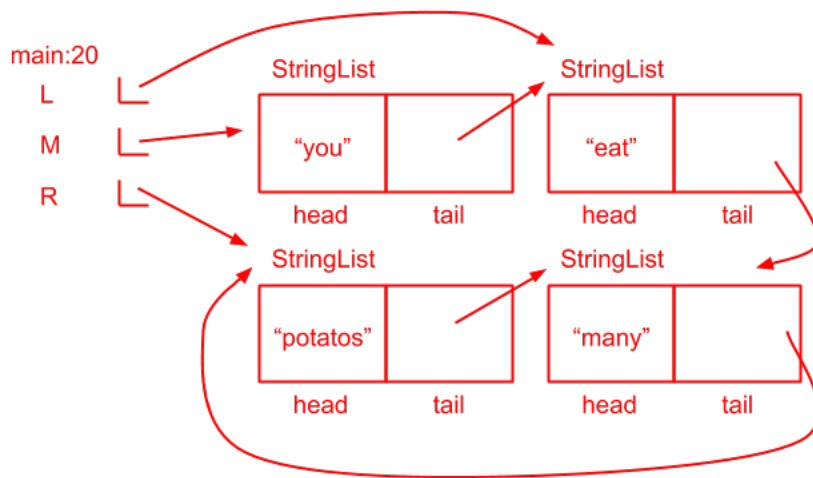 main:20
L
M
R
StringList StringList
“you” “eat”
head tail head tail
StringList StringList
“potatos” “many”
head tail head tail